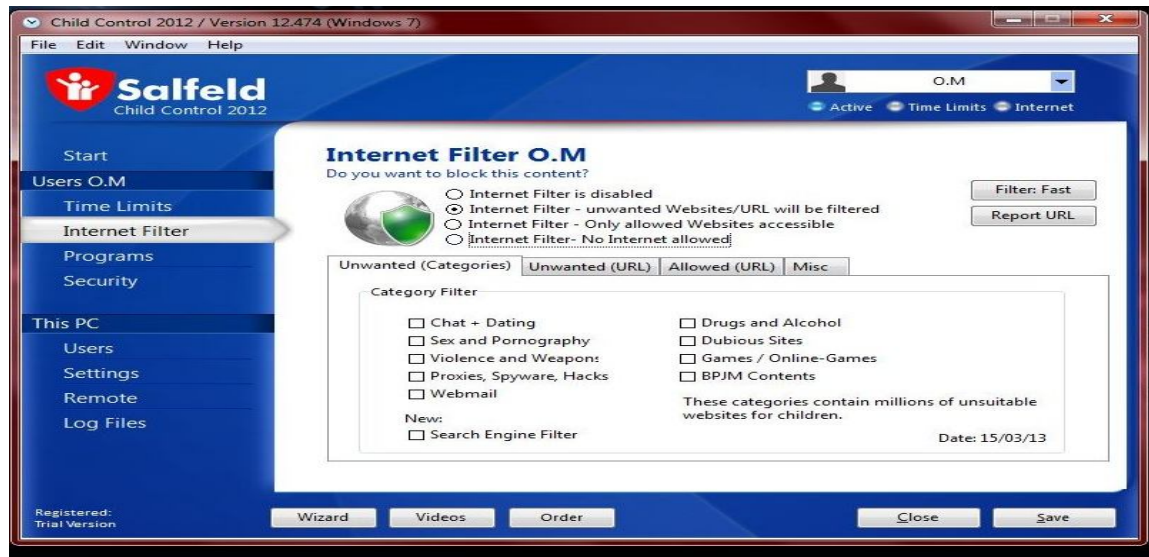 Child Control 2012 / Version 12.474 (Windows 7)
File Edit Window Help
Salfeld
Child Control 2012
O.M
Active Time Limits Internet
Start
Users O.M
Time Limits
Internet Filter
Programs
Security
This PC
Users
Settings
Remote
Log Files
Registered:
Trial Version
Internet Filter O.M
Do you want to block this content?
Internet Filter is disabled
Internet Filter - unwanted Websites/URL will be filtered
Internet Filter - Only allowed Websites accessible
Internet Filter- No Internet allowed
Filter: Fast
Report URL
Unwanted (Categories) Unwanted (URL) Allowed (URL) Misc
Category Filter
Chat + Dating
Sex and Pornography
Violence and Weapons
Proxies, Spyware, Hacks
Webmail
New:
Search Engine Filter
Drugs and Alcohol
Dubious Sites
Games / Online-Games
BPJM Contents
These categories contain millions of unsuitable
websites for children.
Date: 15/03/13
Wizard Videos Order Close Save